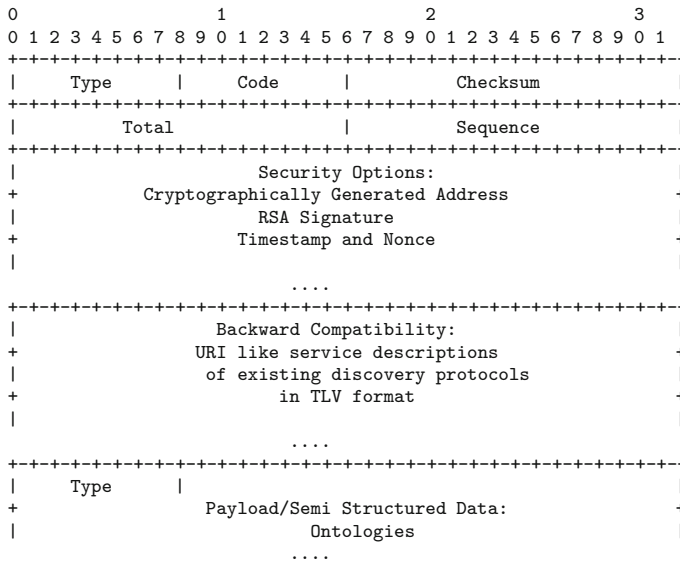 0 1 2 3
0 1 2 3 4 5 6 7 8 9 0 1 2 3 4 5 6 7 8 9 0 1 2 3 4 5 6 7 8 9 0 1
+-+-+-+-+-+-+-+-+-+-+-+-+-+-+-+-+-+-+-+-+-+-+-+-+-+-+-+-+-+-+-+-+-
| Type | Code | Checksum |
+-+-+-+-+-+-+-+-+-+-+-+-+-+-+-+-+-+-+-+-+-+-+-+-+-+-+-+-+-+-+-+-+-
| Total | Sequence |
+-+-+-+-+-+-+-+-+-+-+-+-+-+-+-+-+-+-+-+-+-+-+-+-+-+-+-+-+-+-+-+-+-
| Security Options: |
+ Cryptographically Generated Address -
| RSA Signature |
+ Timestamp and Nonce -
| |
....
+-+-+-+-+-+-+-+-+-+-+-+-+-+-+-+-+-+-+-+-+-+-+-+-+-+-+-+-+-+-+-+-+-
| Backward Compatibility: |
+ URI like service descriptions -
| of existing discovery protocols |
+ in TLV format -
| |
....
+-+-+-+-+-+-+-+-+-+-+-+-+-+-+-+-+-+-+-+-+-+-+-+-+-+-+-+-+-+-+-+-+-
| Type | |
+ Payload/Semi Structured Data: -
| Ontologies |
....